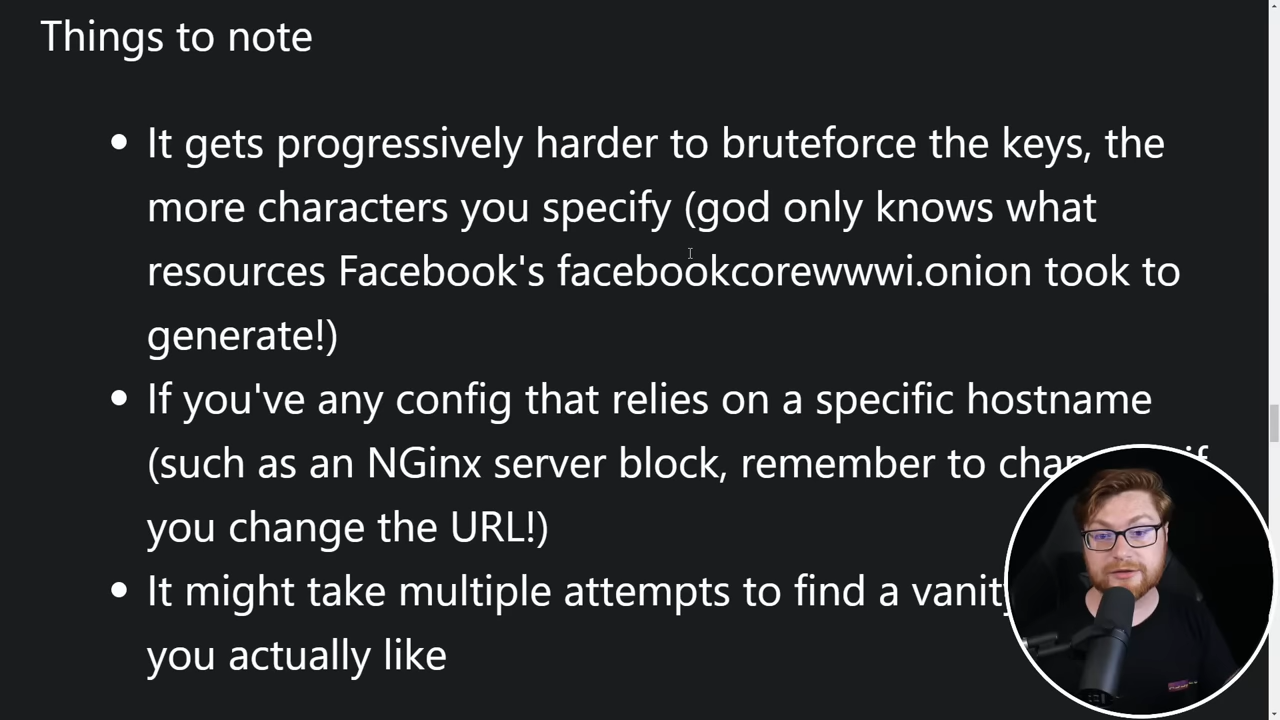 Things to note
It gets progressively harder to bruteforce the keys, the
more characters you specify (god only knows what
resources Facebook's facebookcorewwwi.onion took to
generate!)
If you've any config that relies on a specific hostname
(such as an NGinx server block, remember to if
you change the URL!)
It might take multiple attempts to find a vanity
you actually like